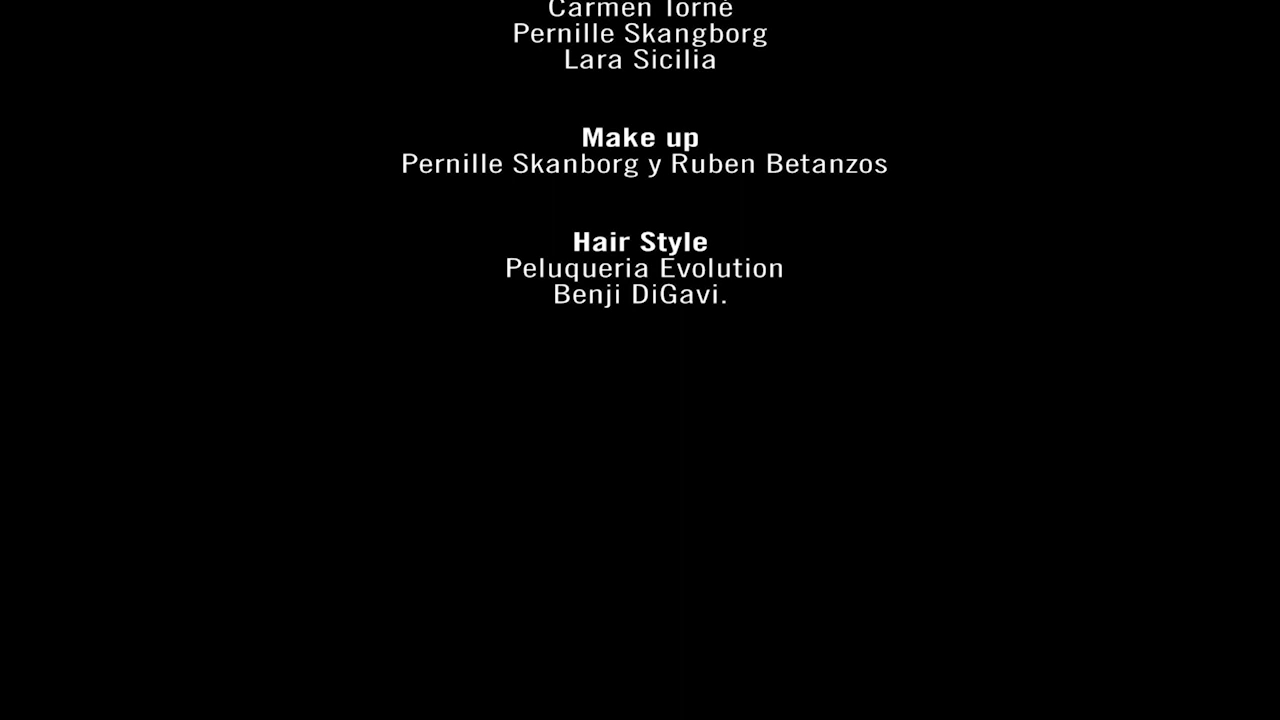 Carmen Torné
Pernille Skangborg
Lara Sicilia
Make up
Pernille Skanborg y Ruben Betanzos
Hair Style
Peluqueria Evolution
Benji DiGavi.